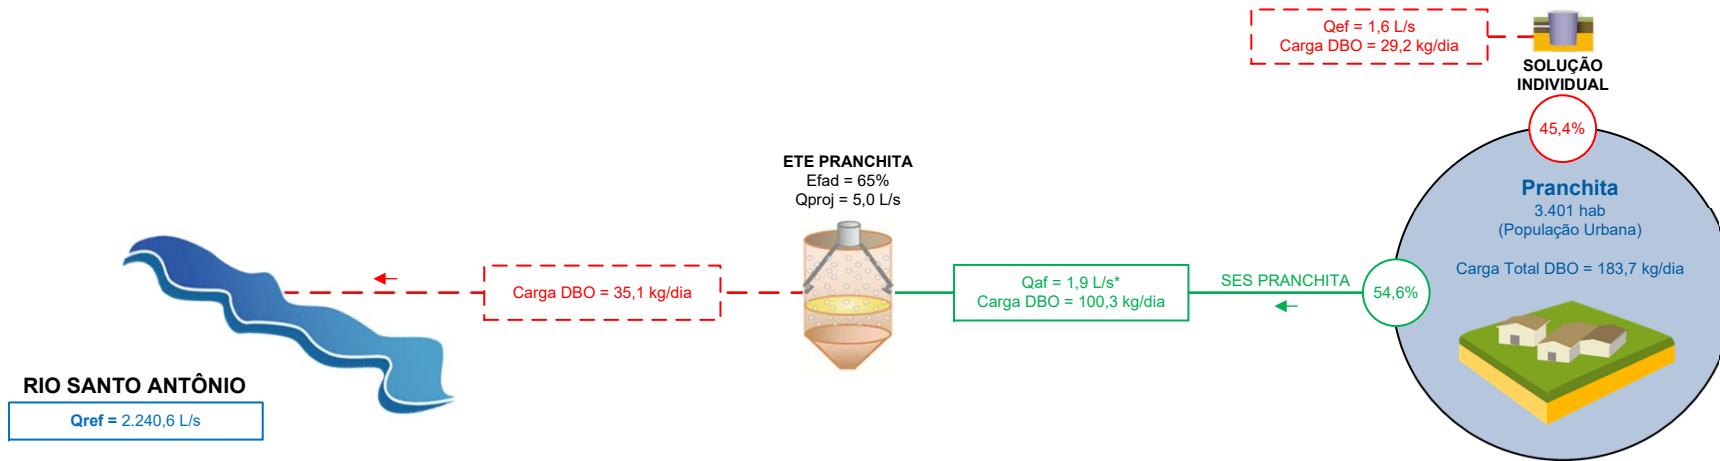 Qef = 1,6 L/s
Carga DBO = 29,2 kg/dia
SOLUÇÃO
INDIVIDUAL
45,4%
ETE PRANCHITA
Efad = 65%
Qproj = 5,0 L/s
Pranchita
3.401 hab
(População Urbana)
Carga Total DBO = 183,7 kg/dia
Carga DBO = 35,1 kg/dia
Qaf = 1,9 L/s*
Carga DBO = 100,3 kg/dia
SES PRANCHITA
54,6%
RIO SANTO ANTÔNIO
Qref = 2.240,6 L/s